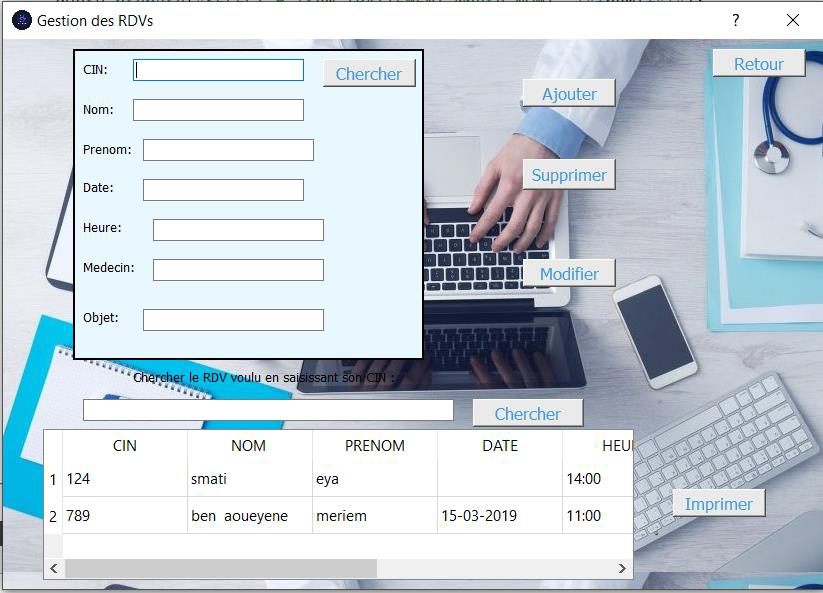 Gestion des RDVs
?
CIN:
Chercher
Retour
Ajouter
Nom:
Prenom:
Supprimer
Date:
Heure:
Medecin:
Modifier
Objet:
Chercher le RDV voulu en saisissant son CIN :
Chercher
CIN NOM PRENOM DATE HEU
1 124 smati eya 14:00
2 789 ben aoueyene meriem 15-03-2019 11:00
Imprimer